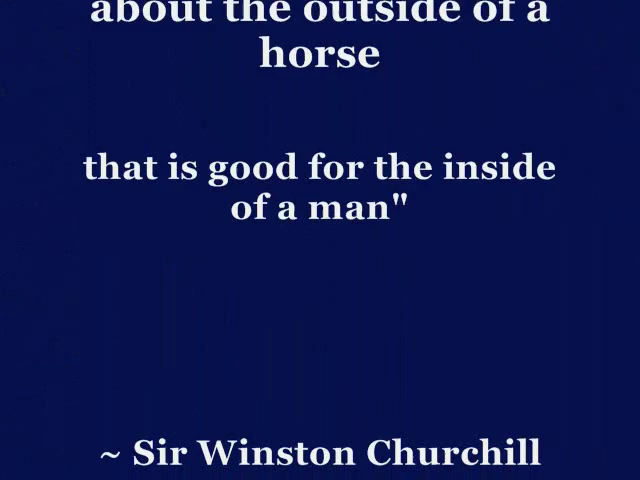 about the outside of a
horse
that is good for the inside
of a man"
~ Sir Winston Churchill